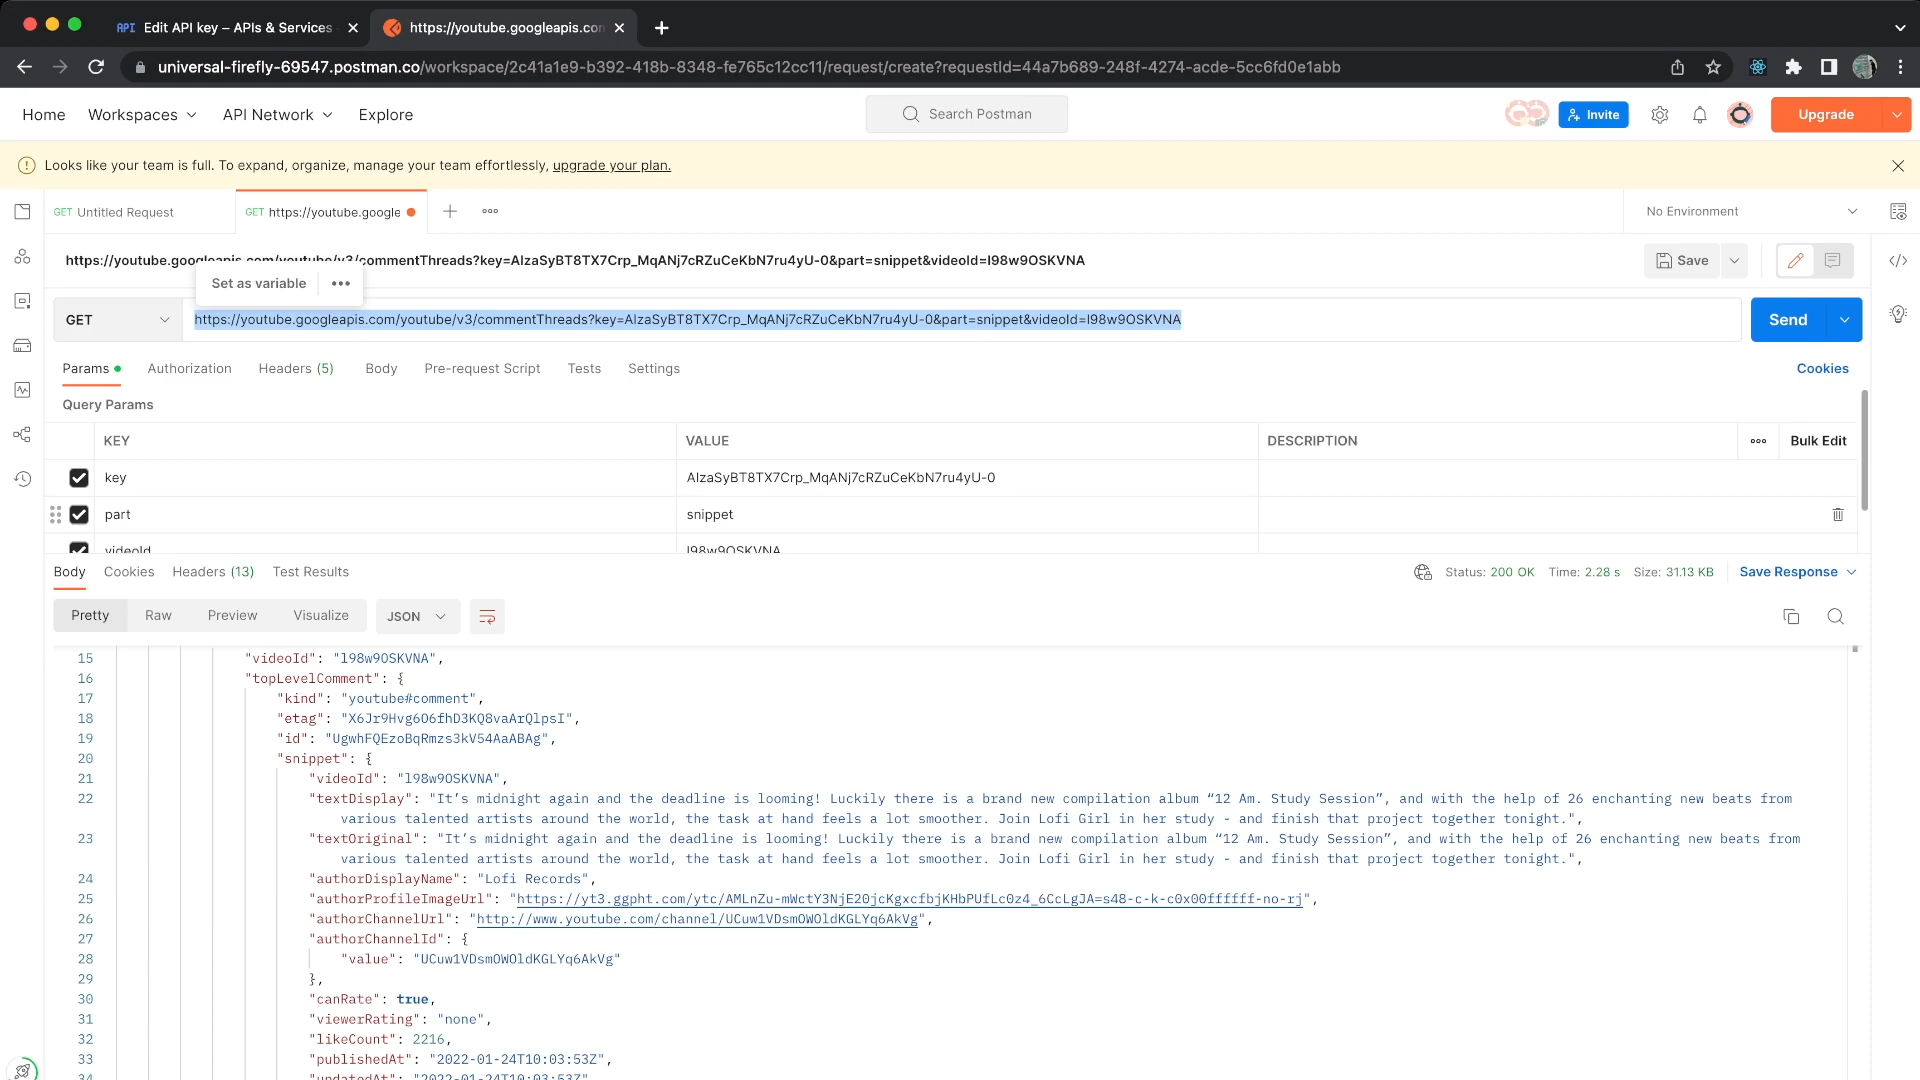 API Edit API key – APIs & Services
https://youtube.googleapis.con
universal-firefly-69547.postman.co/workspace/2c41a1e9-b392-418b-8348-fe765c12cc11/request/create?requestId=44a7b689-248f-4274-acde-5cc6fd0e1abb
Home Workspaces API Network Explore Search Postman Invite Upgrade
Looks like your team is full. To expand, organize, manage your team effortlessly, upgrade your plan.
GET Untitled Request GET https://youtube.google No Environment
https://youtube.googleapis.com/youtube/v3/commentThreads?key=AIzaSyBT8TX7Crp_MqANj7cRZuCeKbN7ru4yU-0&part=snippet&videoId=l98w9OSKVNA Save
Set as variable
GET https://youtube.googleapis.com/youtube/v3/commentThreads?key=AIzaSyBT8TX7Crp_MqANj7cRZuCeKbN7ru4yU-0&part=snippet&videoId=l98w9OSKVNA Send
Params Authorization Headers (5) Body Pre-request Script Tests Settings Cookies
Query Params
KEY VALUE DESCRIPTION Bulk Edit
key AIzaSyBT8TX7Crp_MqANj7cRZuCeKbN7ru4yU-0
part snippet
videoId l98w9OSKVNA
Body Cookies Headers (13) Test Results Status: 200 OK Time: 2.28 s Size: 31.13 KB Save Response
Pretty Raw Preview Visualize JSON
15 "videoId": "l98w9OSKVNA",
16 "topLevelComment": {
17 "kind": "youtube#comment",
18 "etag": "X6Jr9Hvg6O6fhD3KQ8vaArQlpsI",
19 "id": "UgwhFQEzoBqRmzs3kV54AaABAg",
20 "snippet": {
21 "videoId": "l98w9OSKVNA",
22 "textDisplay": "It’s midnight again and the deadline is looming! Luckily there is a brand new compilation album “12 Am. Study Session”, and with the help of 26 enchanting new beats from
various talented artists around the world, the task at hand feels a lot smoother. Join Lofi Girl in her study - and finish that project together tonight.",
23 "textOriginal": "It’s midnight again and the deadline is looming! Luckily there is a brand new compilation album “12 Am. Study Session”, and with the help of 26 enchanting new beats from
various talented artists around the world, the task at hand feels a lot smoother. Join Lofi Girl in her study - and finish that project together tonight.",
24 "authorDisplayName": "Lofi Records",
25 "authorProfileImageUrl": "https://yt3.ggpht.com/ytc/AMLnZu-mWctY3NjE20jcKgxcfbjKHbPUfLc0z4_6CcLgJA=s48-c-k-c0x00ffffff-no-rj",
26 "authorChannelUrl": "http://www.youtube.com/channel/UCuw1VDsmOWOldKGLYq6AkVg",
27 "authorChannelId": {
28 "value": "UCuw1VDsmOWOldKGLYq6AkVg"
29 },
30 "canRate": true,
31 "viewerRating": "none",
32 "likeCount": 2216,
33 "publishedAt": "2022-01-24T10:03:53Z",
34 "updatedAt": "2022-01-24T10:03:53Z"